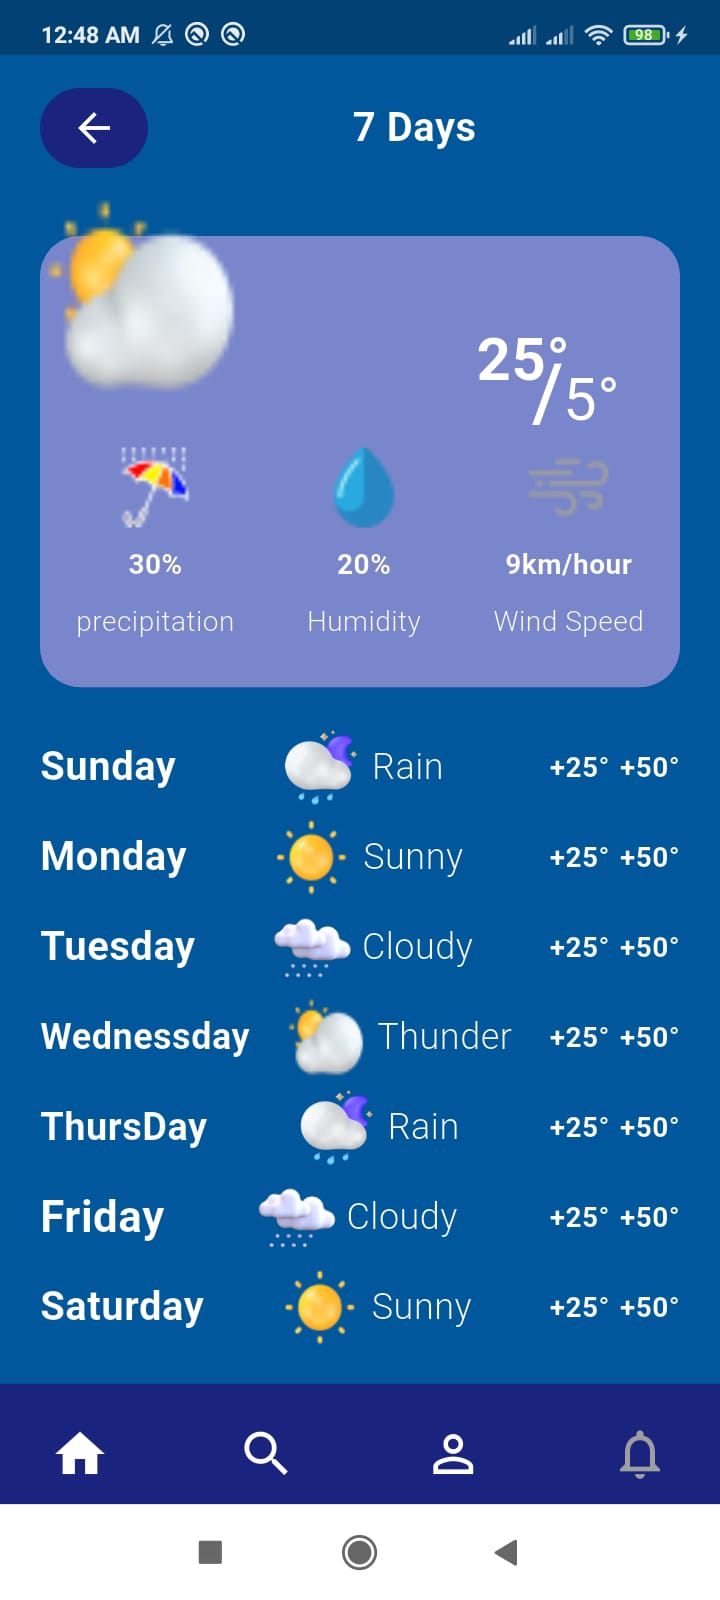 12:48 AM 98
7 Days
25°/5°
30% 20% 9km/hour
precipitation Humidity Wind Speed
Sunday Rain +25° +50°
Monday Sunny +25° +50°
Tuesday Cloudy +25° +50°
Wednessday Thunder +25° +50°
ThursDay Rain +25° +50°
Friday Cloudy +25° +50°
Saturday Sunny +25° +50°